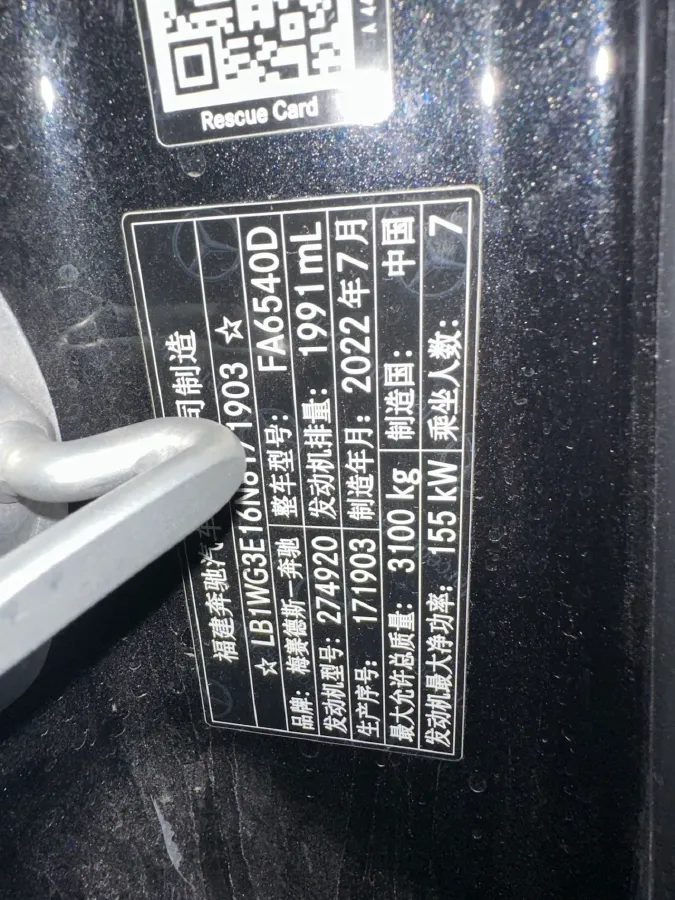 Rescue Card
A 44
福建奔驰汽车 司制造
☆ LB1WG3E16N 71903 ☆
品牌: 梅赛德斯—奔驰 整车型号: FA6540D
发动机型号: 274920 发动机排量: 1991mL
生产序号: 171903 制造年月: 2022 年 7 月
最大允许总质量: 3100 kg 制造国: 中国
发动机最大净功率: 155 kW 乘坐人数: 7